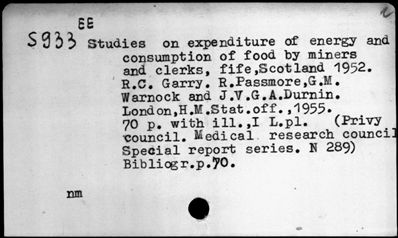 EE
S933 Studies on expenditure of energy and
consumption of food by miners
and clerks, fife,Scotland 1952.
R.C. Garry. R.Passmore,G.M.
Warnock and J.V.G.A.Durnin.
London,H.M.Stat.off.,1955.
70 p. with ill.,I L.pl. (Privy
council. Medical research council
Special report series. N 289)
Bibliogr.p.70.
nm